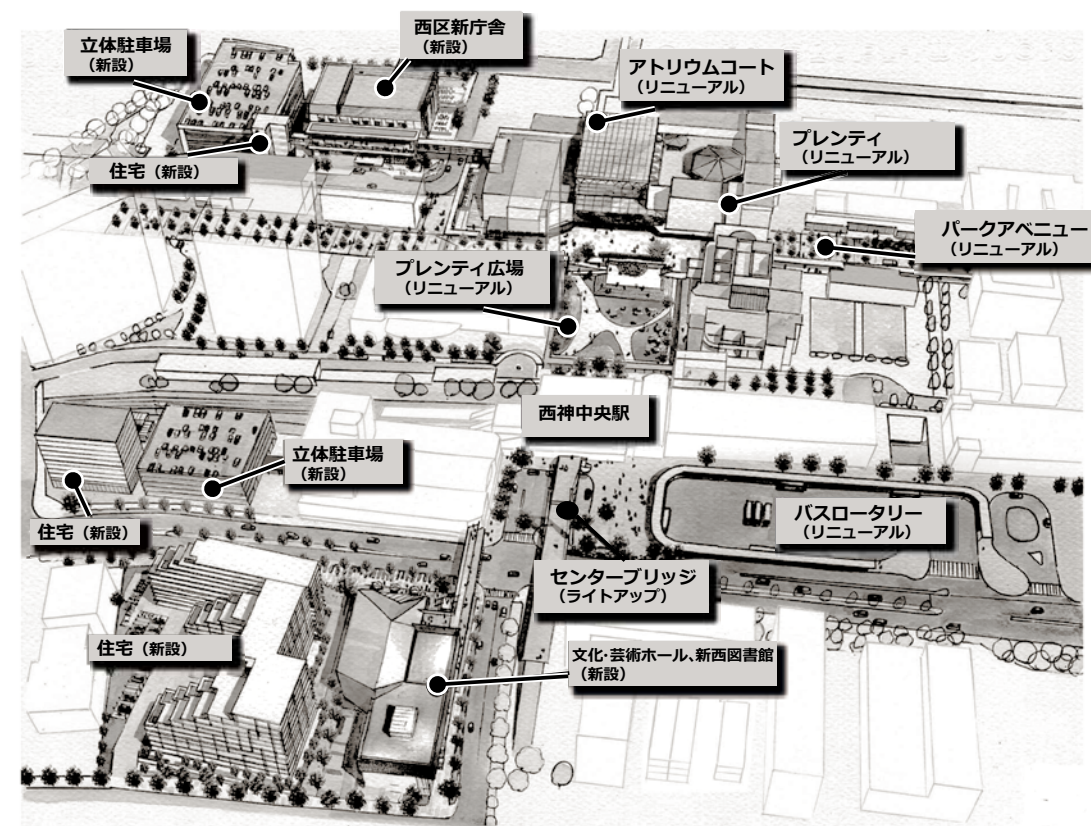 西区新庁舎
（新設）
立体駐車場
（新設）
アトリウムコート
（リニューアル）
プレンティ
（リニューアル）
住宅（新設）
パークアベニュー
（リニューアル）
プレンティ広場
（リニューアル）
西神中央駅
立体駐車場
（新設）
住宅（新設）
バスロータリー
（リニューアル）
センターブリッジ
（ライトアップ）
住宅（新設）
文化・芸術ホール、新西図書館
（新設）